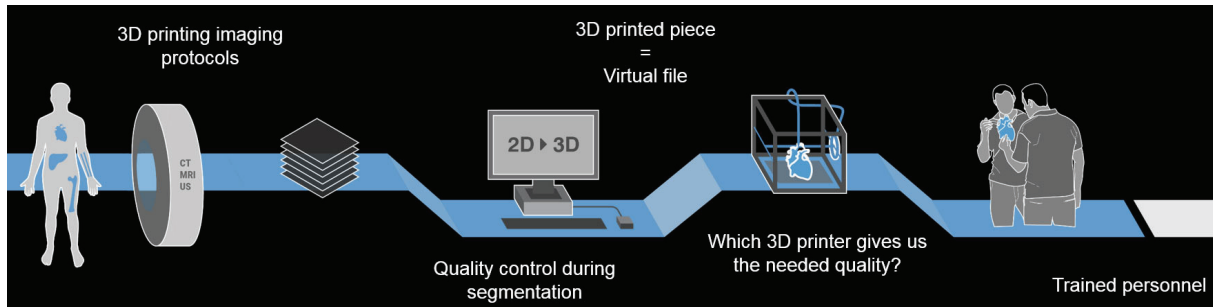 3D printing imaging
protocols
CT
MRI
US
2D ▸ 3D
Quality control during
segmentation
3D printed piece
=
Virtual file
Which 3D printer gives us
the needed quality?
Trained personnel